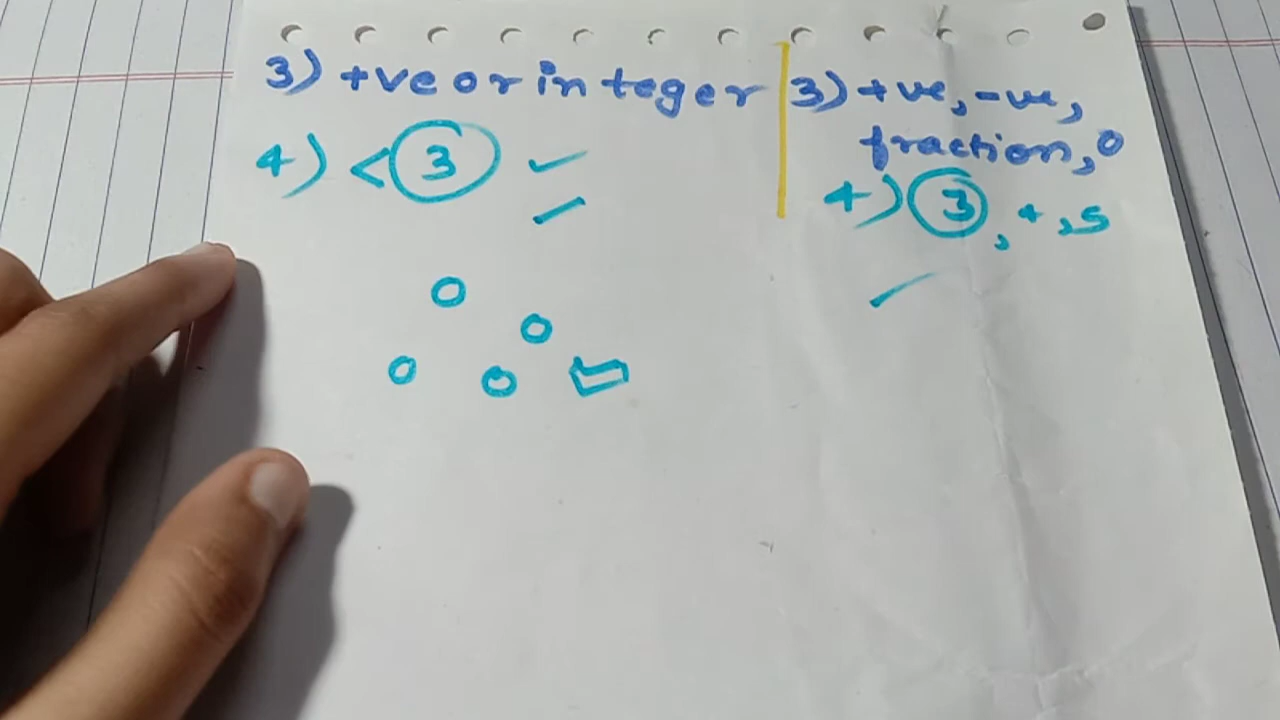 3) +ve or integer
4) <3
3) +ve, -ve,
fraction, 0
4) 3, 4, 5